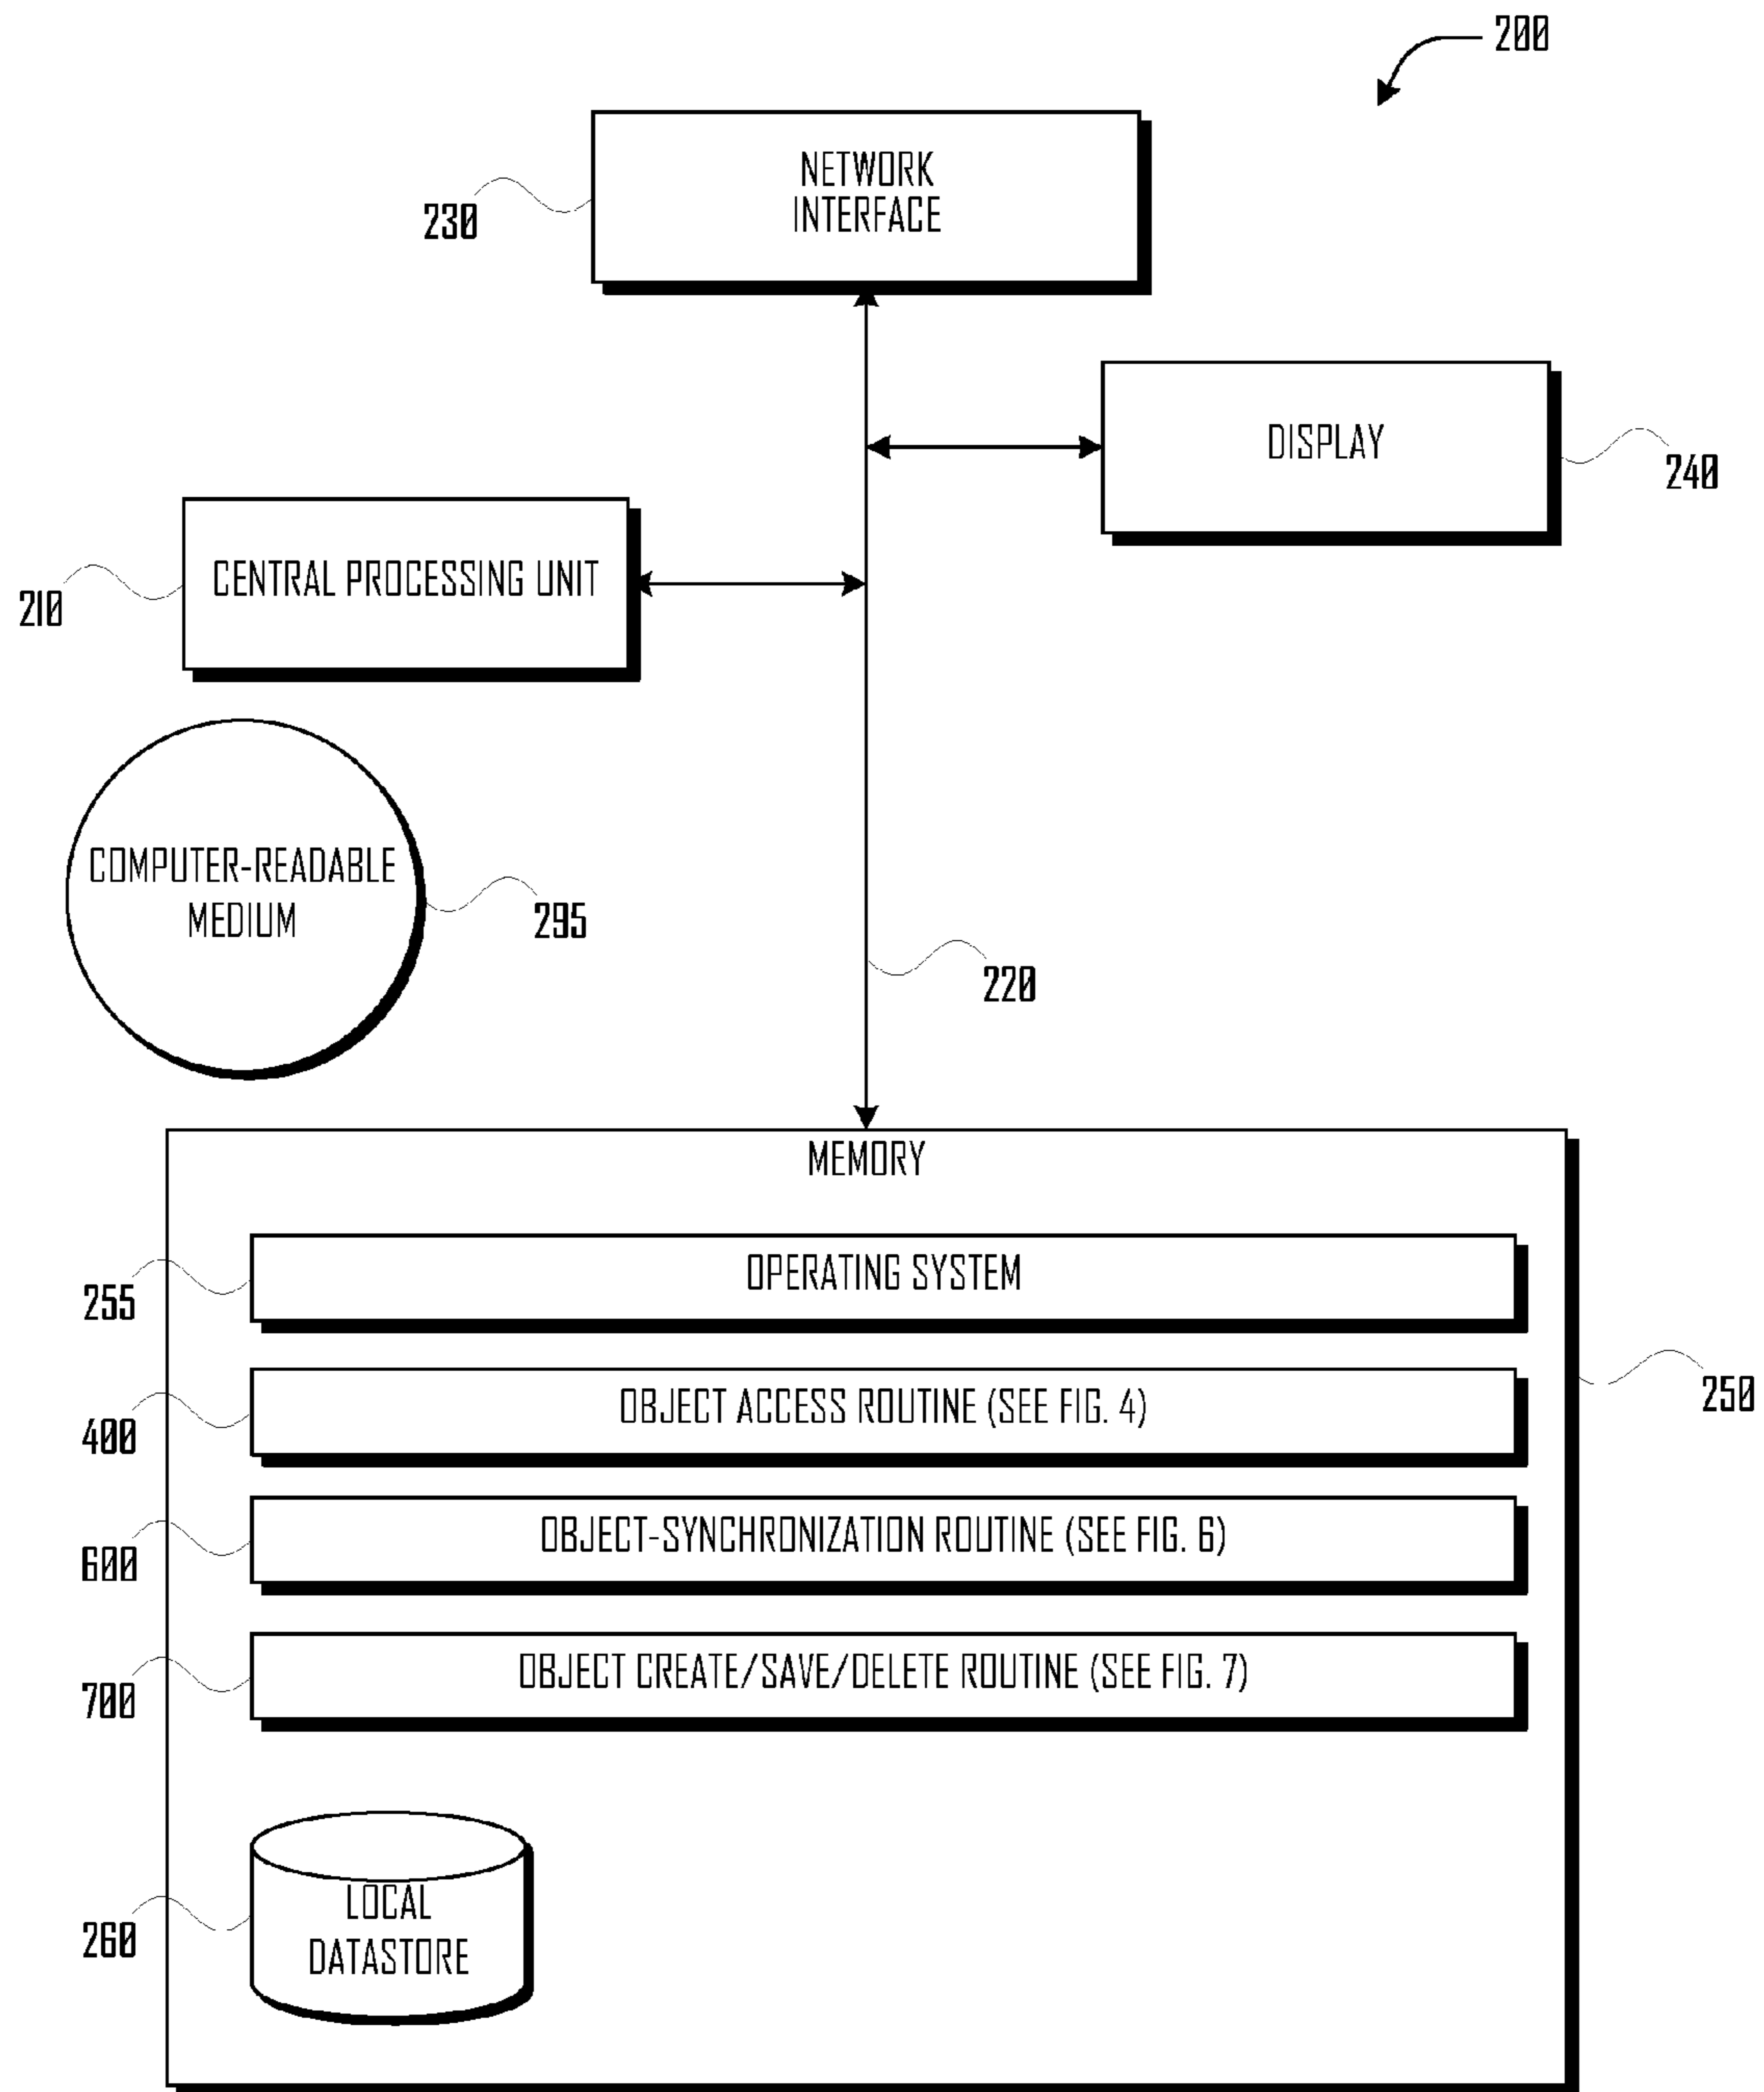 200
NETWORK
INTERFACE
230
DISPLAY
240
CENTRAL PROCESSING UNIT
210
COMPUTER-READABLE
MEDIUM
295
220
MEMORY
OPERATING SYSTEM
255
250
OBJECT ACCESS ROUTINE (SEE FIG. 4)
400
OBJECT-SYNCHRONIZATION ROUTINE (SEE FIG. 6)
600
OBJECT CREATE/SAVE/DELETE ROUTINE (SEE FIG. 7)
700
LOCAL
DATASTORE
260